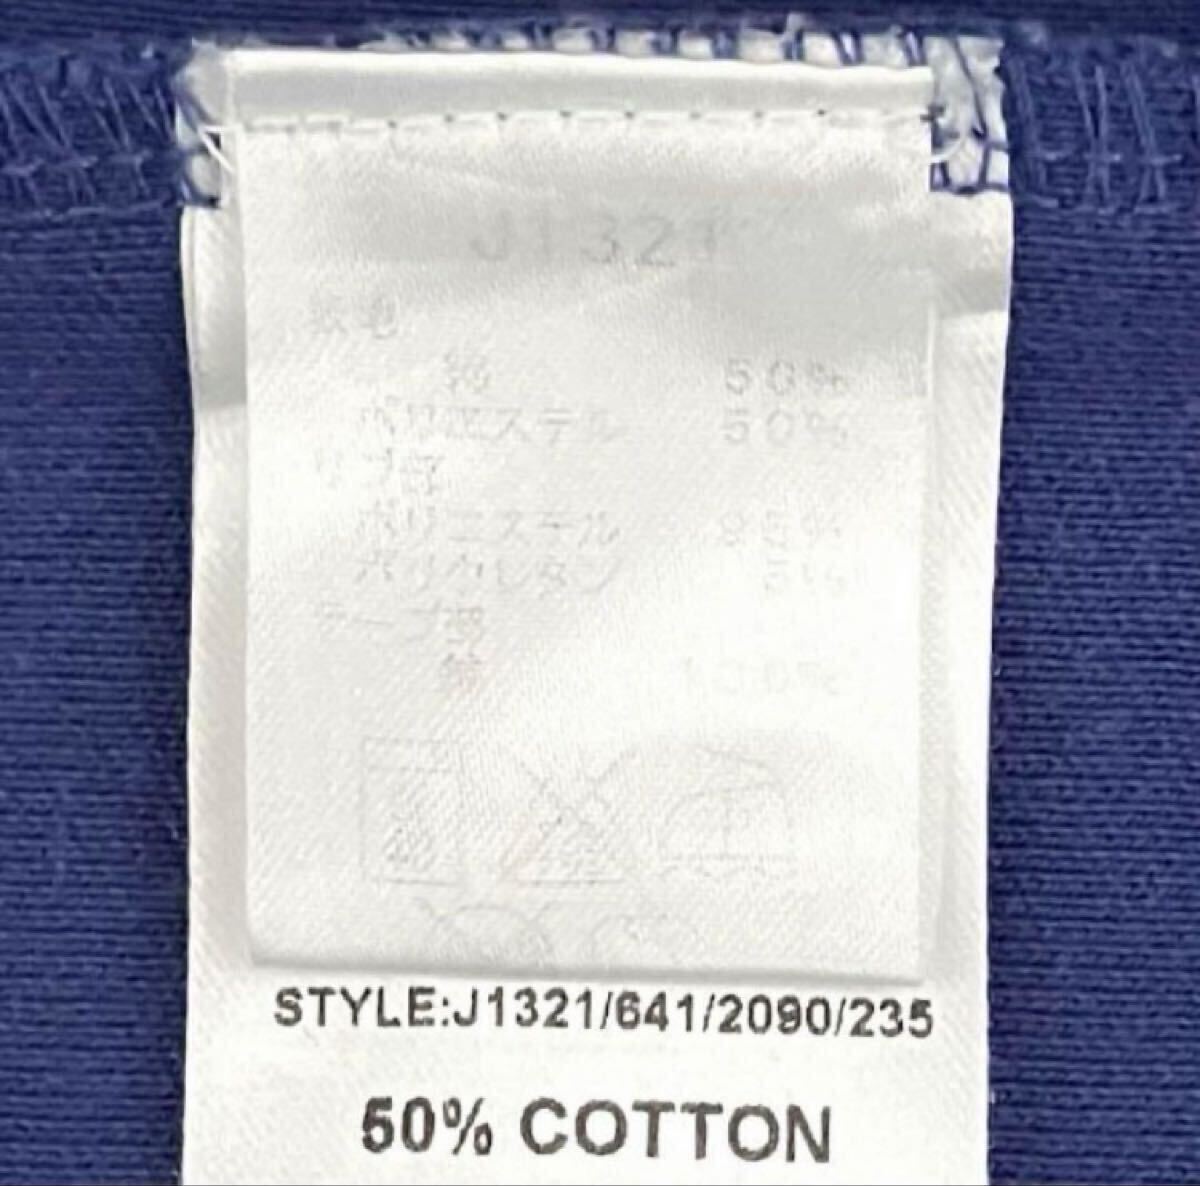 J1321
綿 50%
ポリエステル 50%
リブ部
ポリエステル 95%
ポリウレタン 5%
テープ部
綿 100%
STYLE:J1321/641/2090/235
50% COTTON